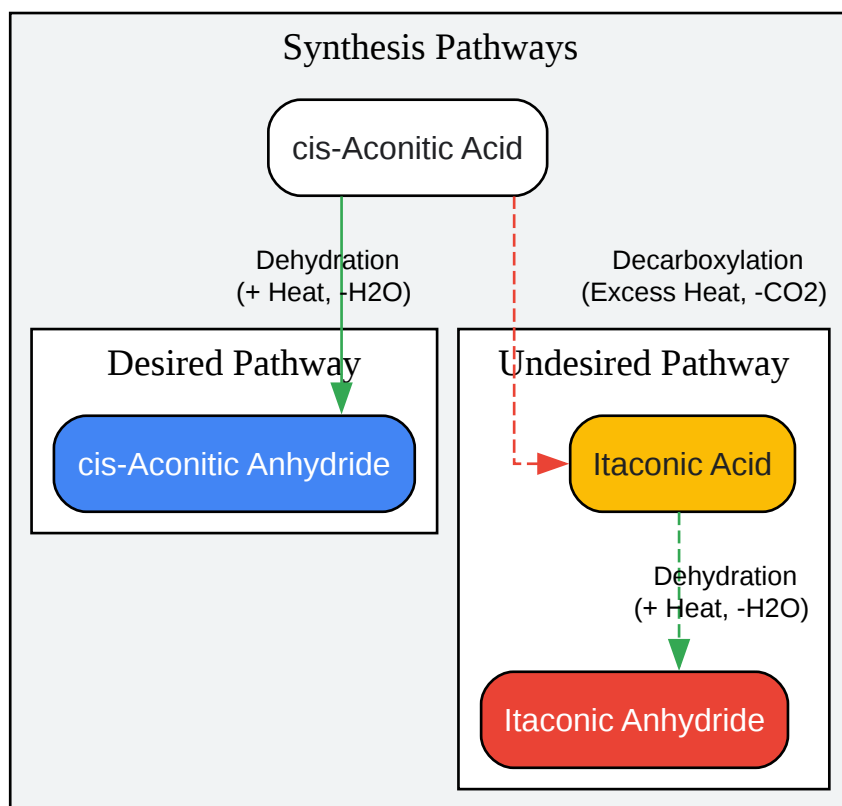 Synthesis Pathways
cis-Aconitic Acid
Dehydration
(+ Heat, -H2O)
Decarboxylation
(Excess Heat, -CO2)
Desired Pathway
cis-Aconitic Anhydride
Undesired Pathway
Itaconic Acid
Dehydration
(+ Heat, -H2O)
Itaconic Anhydride